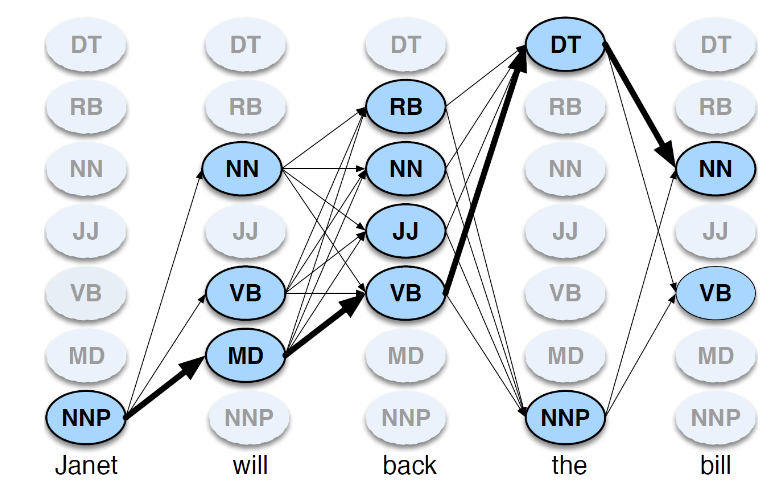 DT DT DT DT DT
RB RB RB RB RB
NN NN NN NN NN
JJ JJ JJ JJ JJ
VB VB VB VB VB
MD MD MD MD MD
NNP NNP NNP NNP NNP
Janet will back the bill